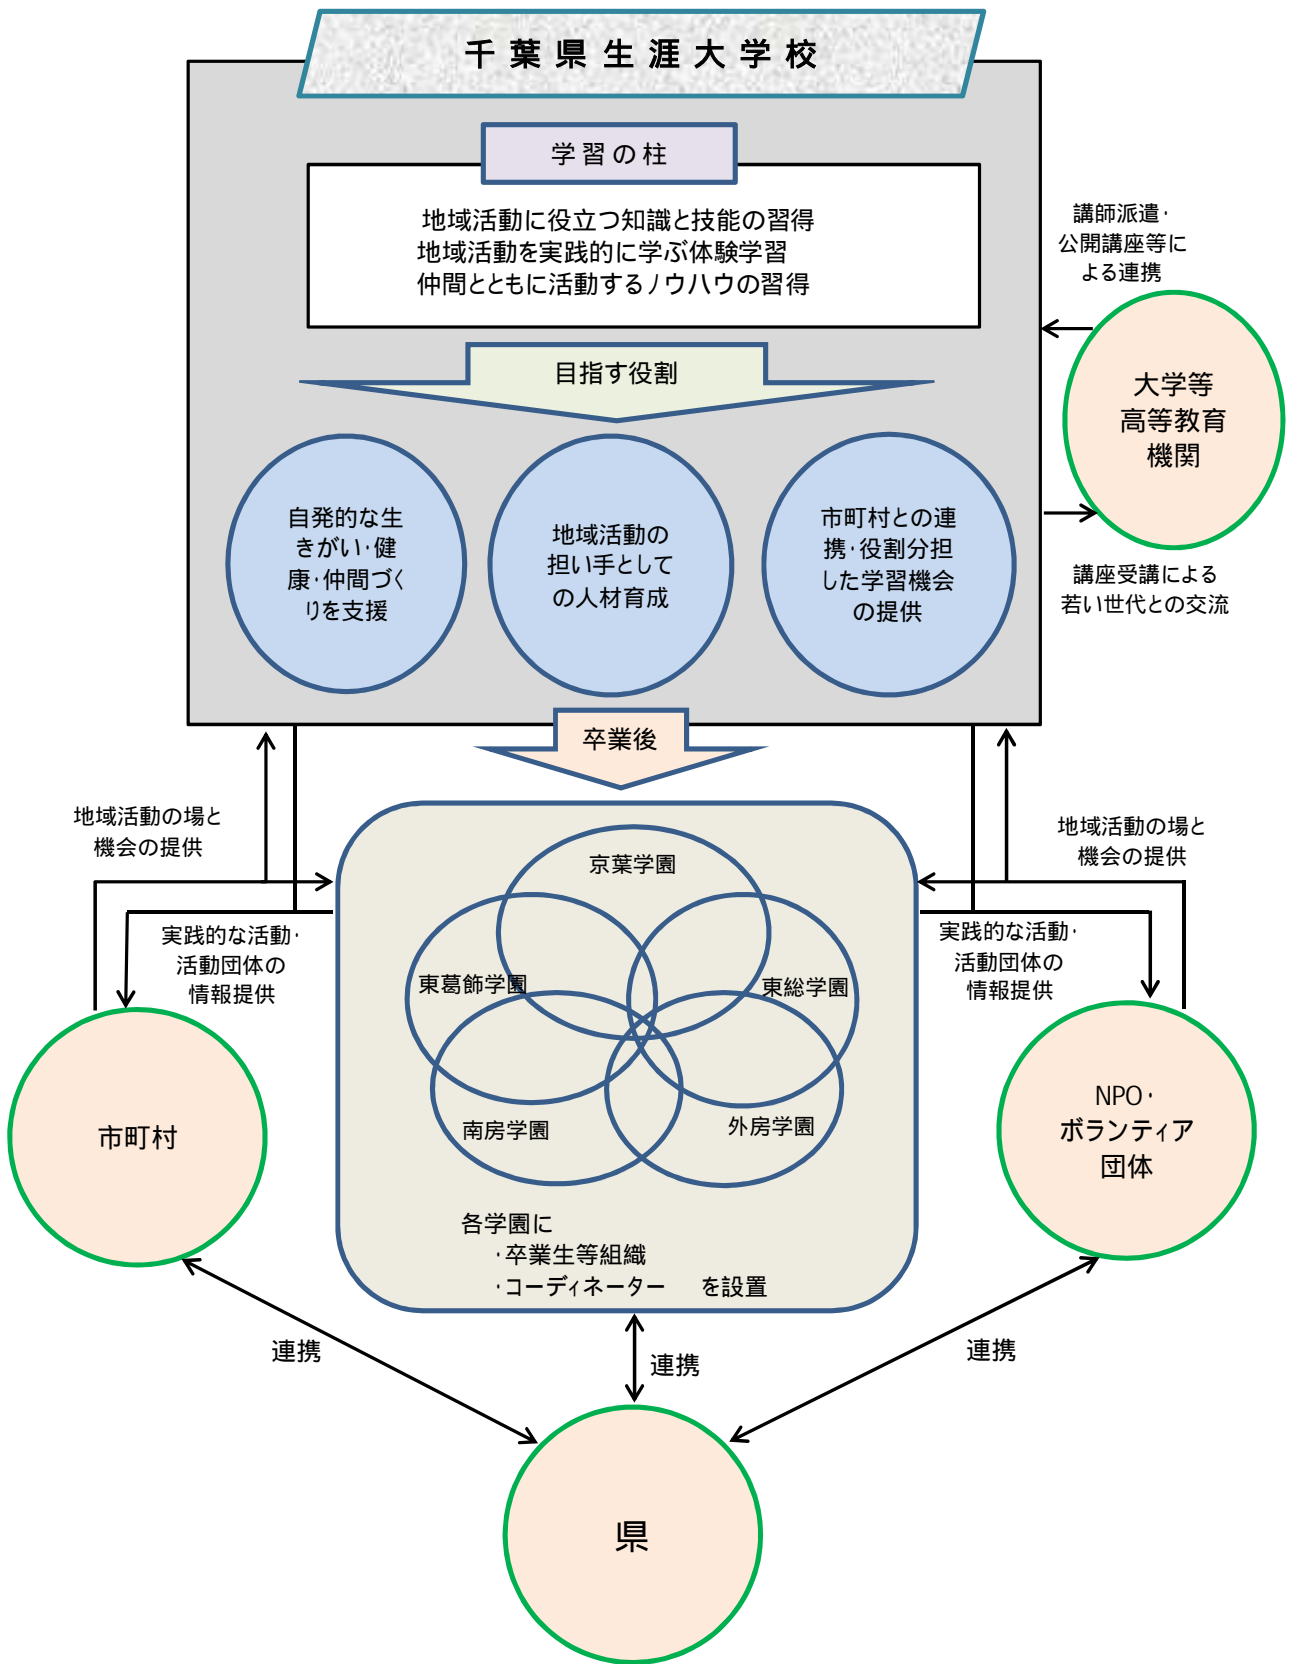 千葉県生涯大学校
学習の柱
地域活動に役立つ知識と技能の習得
地域活動を実践的に学ぶ体験学習
仲間とともに活動するノウハウの習得
目指す役割
自発的な生
きがい・健
康・仲間づく
りを支援
地域活動の
担い手として
の人材育成
市町村との連
携・役割分担
した学習機会
の提供
講師派遣・
公開講座等に
よる連携
大学等
高等教育
機関
講座受講による
若い世代との交流
卒業後
地域活動の場と
機会の提供
実践的な活動・
活動団体の
情報提供
地域活動の場と
機会の提供
実践的な活動・
活動団体の
情報提供
京葉学園
東葛飾学園
東総学園
南房学園
外房学園
各学園に
・卒業生等組織
・コーディネーター を設置
市町村
NPO・
ボランティア
団体
連携
連携
連携
県